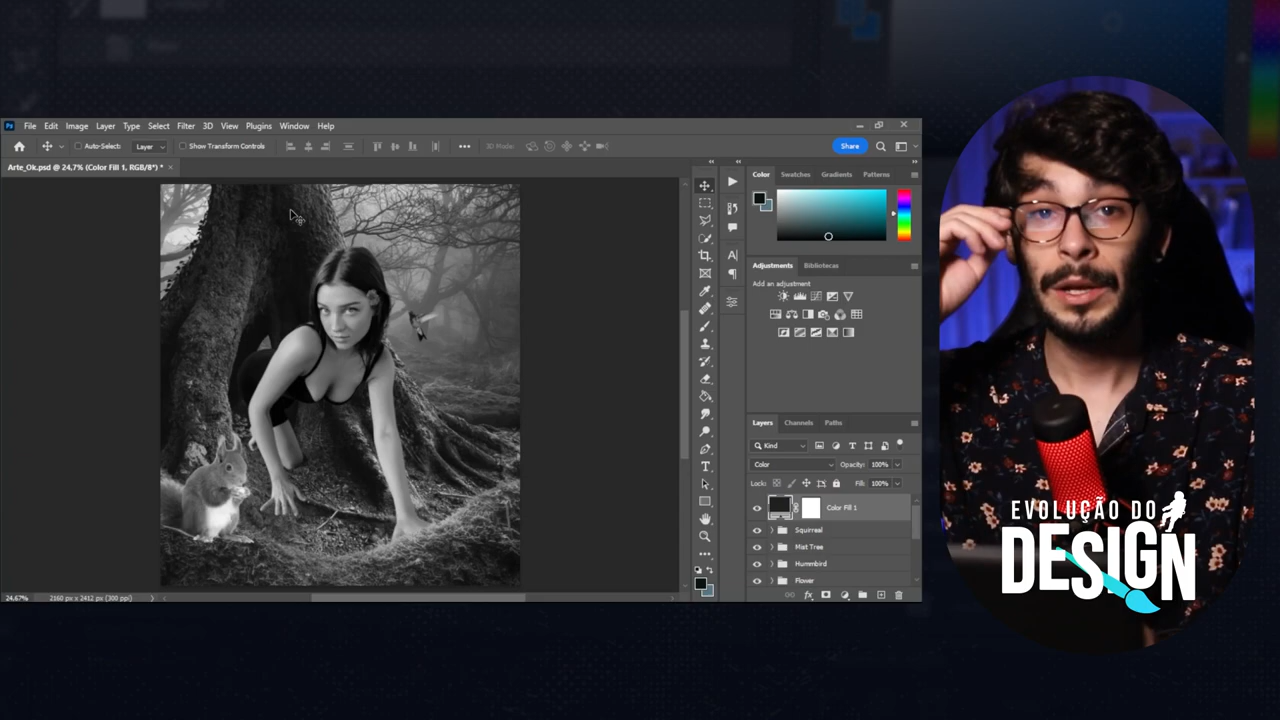 File Edit Image Layer Type Select Filter 3D View Plugins Window Help
Auto-Select: Layer Show Transform Controls 3D Mode: Share
Arte_Ok.psd @ 24,7% (Color Fill 1, RGB/8*) *
Color Swatches Gradients Patterns
Adjustments Bibliotecas
Add an adjustment
Layers Channels Paths
Kind
Color Opacity: 100%
Lock: Fill: 100%
Color Fill 1
Squirreal
Mist Tree
Hummbird
Flower
24,67% 2160 px x 2412 px (300 ppi)
EVOLUÇÃO DO
DESIGN